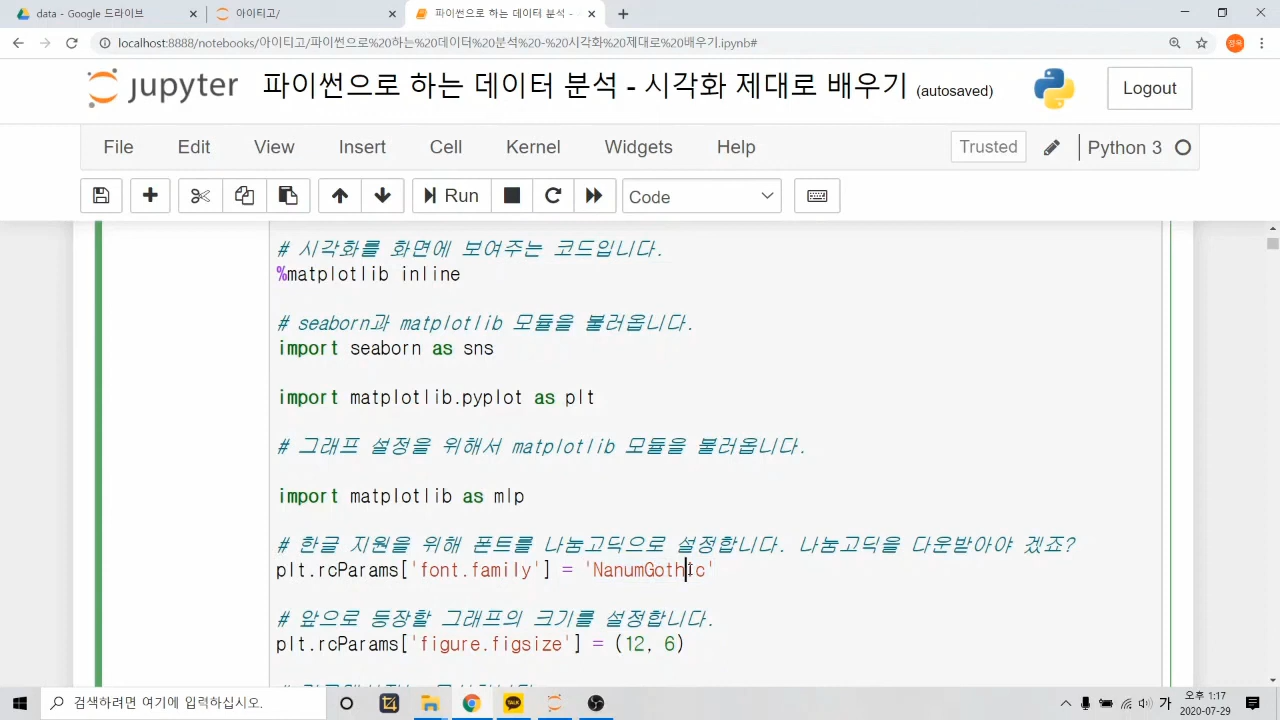 data - Google 드라이브
아이티고/
파이썬으로 하는 데이터 분석 -
localhost:8888/notebooks/아이티고/파이썬으로%20하는%20데이터%20분석%20-%20시각화%20제대로%20배우기.ipynb#
jupyter 파이썬으로 하는 데이터 분석 - 시각화 제대로 배우기 (autosaved)
Logout
File Edit View Insert Cell Kernel Widgets Help
Trusted Python 3
Run Code
# 시각화를 화면에 보여주는 코드입니다.
%matplotlib inline
# seaborn과 matplotlib 모듈을 불러옵니다.
import seaborn as sns
import matplotlib.pyplot as plt
# 그래프 설정을 위해서 matplotlib 모듈을 불러옵니다.
import matplotlib as mlp
# 한글 지원을 위해 폰트를 나눔고딕으로 설정합니다. 나눔고딕을 다운받아야 겠죠?
plt.rcParams['font.family'] = 'NanumGothic'
# 앞으로 등장할 그래프의 크기를 설정합니다.
plt.rcParams['figure.figsize'] = (12, 6)
검색하려면 여기에 입력하십시오.
TALK
가
오후 1:17
2020-07-29